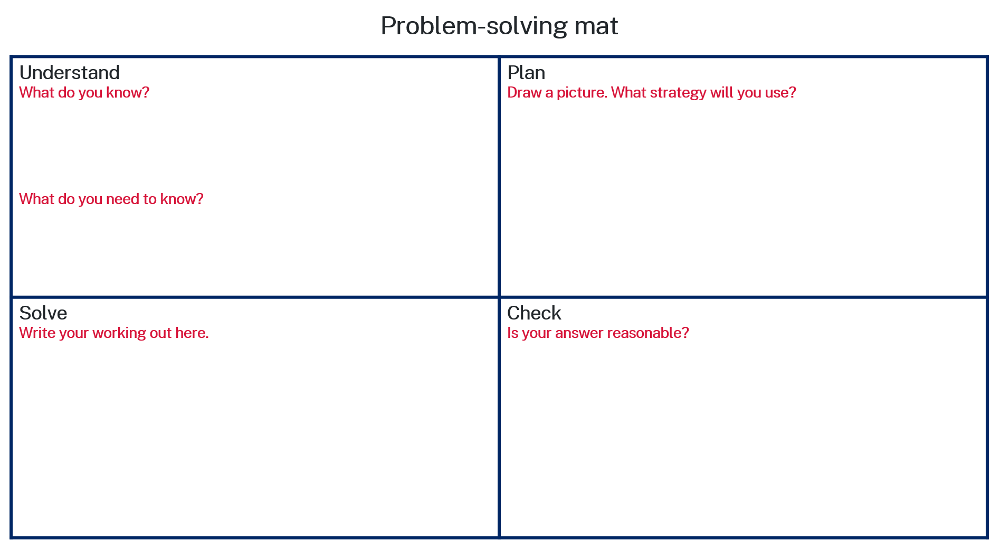 Problem-solving mat
Understand
What do you know?
What do you need to know?
Plan
Draw a picture. What strategy will you use?
Solve
Write your working out here.
Check
Is your answer reasonable?